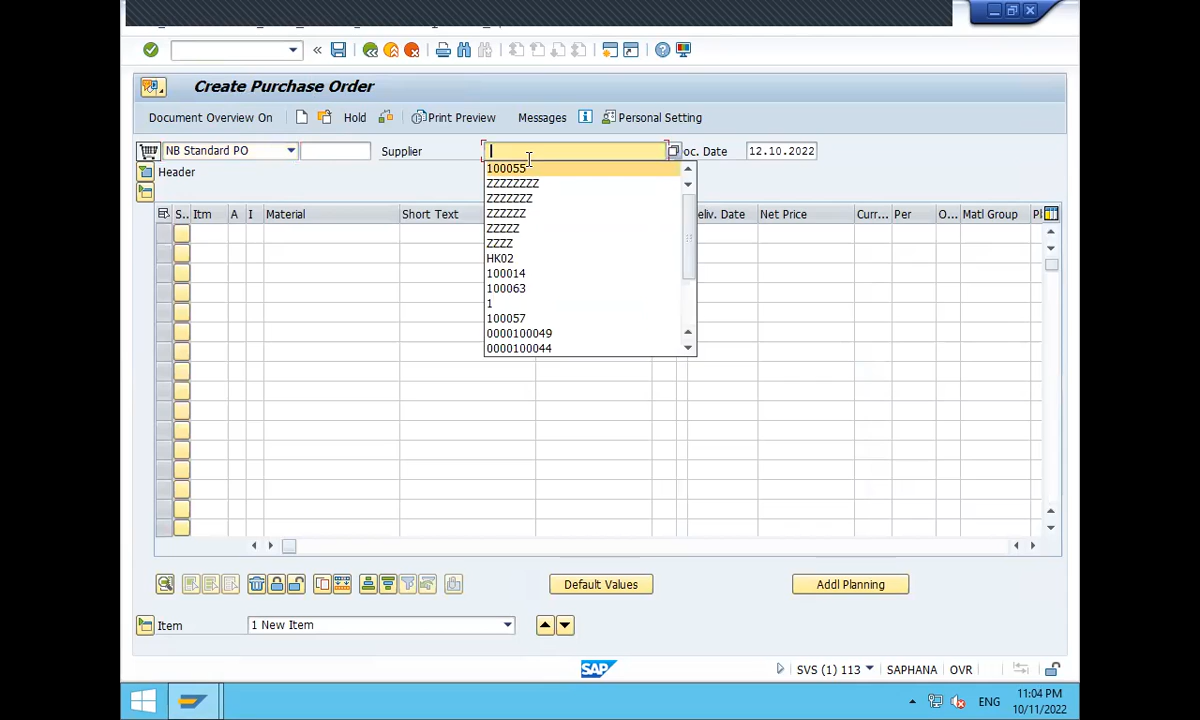 Create Purchase Order
Document Overview On Hold Print Preview Messages Personal Setting
NB Standard PO Supplier oc. Date 12.10.2022
Header
100055
ZZZZZZZZ
ZZZZZZZ
ZZZZZZ
ZZZZZ
ZZZZ
HK02
100014
100063
1
100057
0000100049
0000100044
S... Itm A I Material Short Text eliv. Date Net Price Curr... Per O... Matl Group Pl
Default Values Addl Planning
Item 1 New Item
SAP SVS (1) 113 SAPHANA OVR
ENG 11:04 PM
10/11/2022